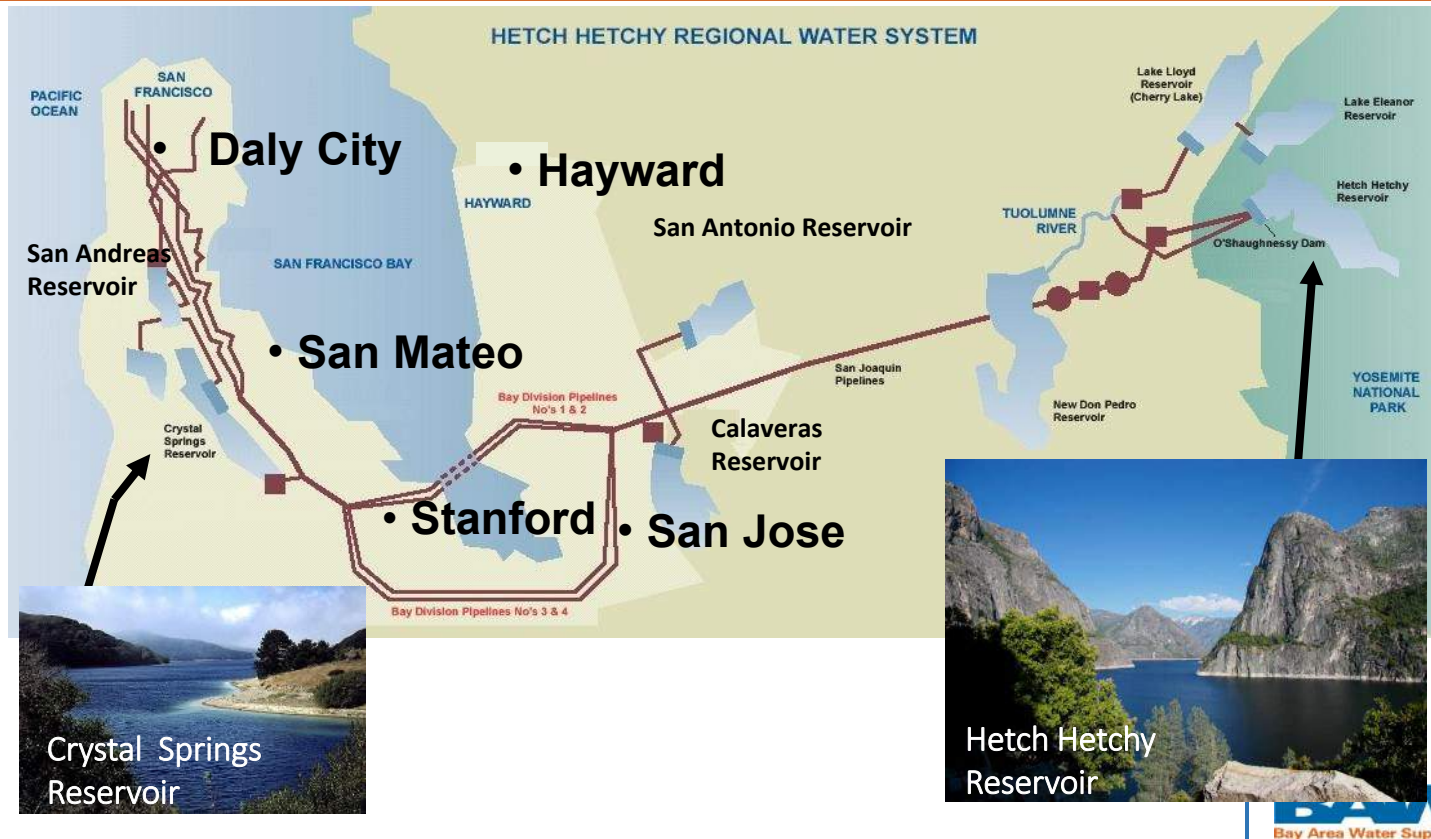 HETCH HETCHY REGIONAL WATER SYSTEM
PACIFIC
OCEAN
SAN
FRANCISCO
• Daly City
• Hayward
HAYWARD
San Antonio Reservoir
Lake Lloyd
Reservoir
(Cherry Lake)
Lake Eleanor
Reservoir
Hetch Hetchy
Reservoir
TUOLUMNE
RIVER
O'Shaughnessy Dam
San Andreas
Reservoir
SAN FRANCISCO BAY
• San Mateo
San Joaquin
Pipelines
YOSEMITE
NATIONAL
PARK
Bay Division Pipelines
No's 1 & 2
New Don Pedro
Reservoir
Crystal
Springs
Reservoir
Calaveras
Reservoir
• Stanford
• San Jose
Bay Division Pipelines No's 3 & 4
Crystal Springs
Reservoir
Hetch Hetchy
Reservoir
Bay Area Water Sup